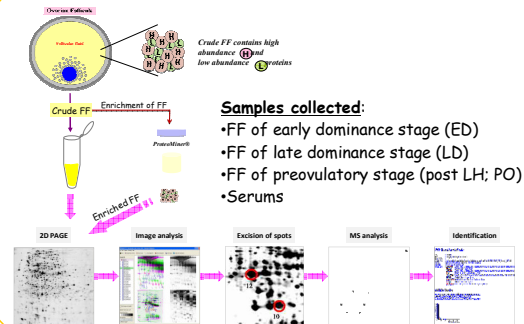 Ovarian Follicule
Follicular fluid
H
L
Crude FF contains high
abundance H and
low abundance L proteins
Crude FF
Enrichment of FF
ProteoMiner®
Enriched FF
Samples collected:
•FF of early dominance stage (ED)
•FF of late dominance stage (LD)
•FF of preovulatory stage (post LH; PO)
•Serums
2D PAGE
Image analysis
Excision of spots
MS analysis
Identification
12
10